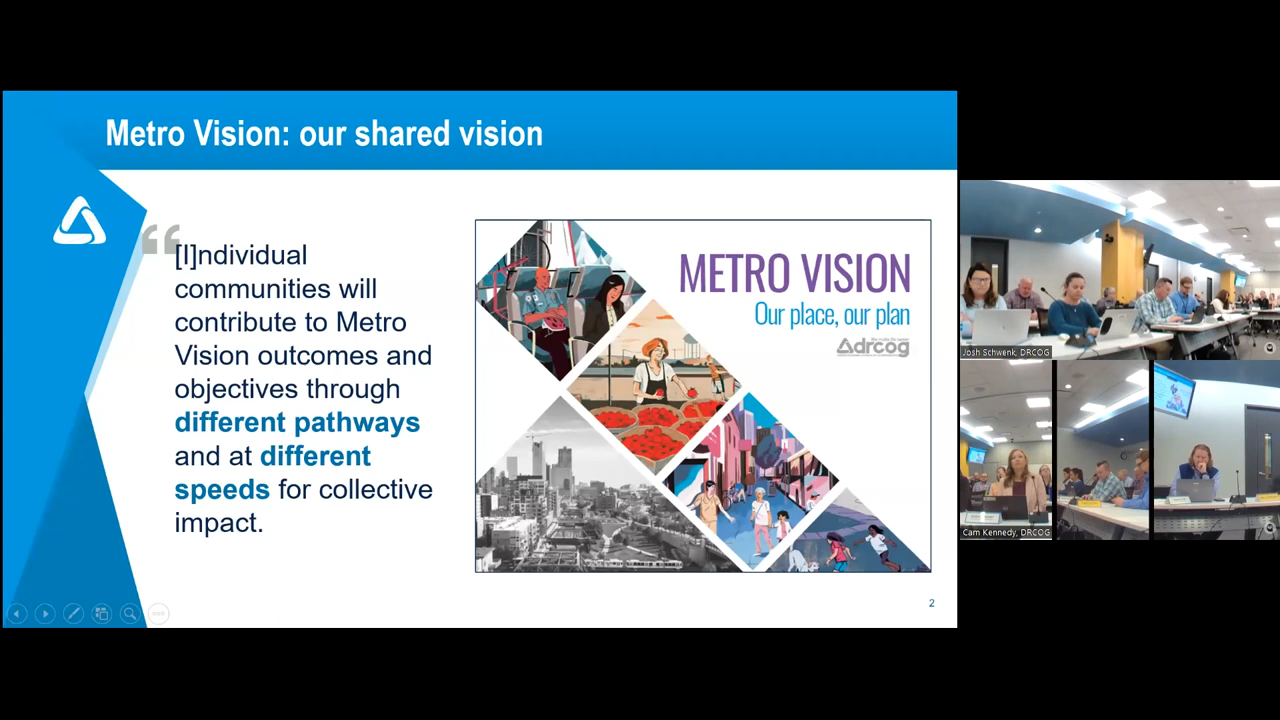 Metro Vision: our shared vision
“
[I]ndividual
communities will
contribute to Metro
Vision outcomes and
objectives through
different pathways
and at different
speeds for collective
impact.
METRO VISION
Our place, our plan
drcog
2
Josh Schwenk, DRCOG
Cam Kennedy, DRCOG